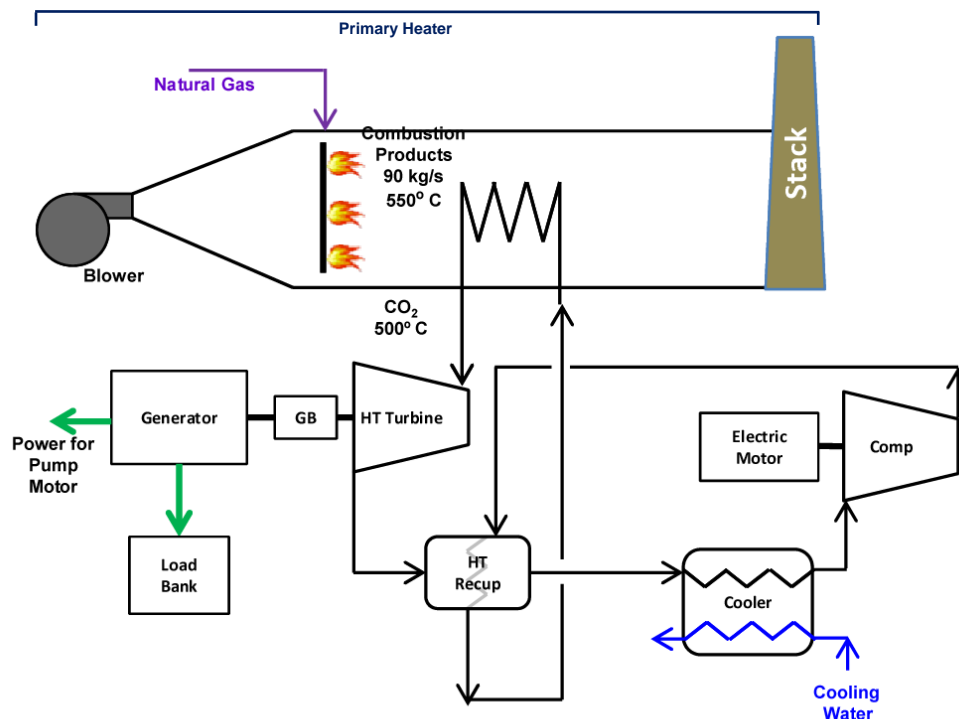 Primary Heater
Natural Gas
Combustion
Products
90 kg/s
550° C
Stack
Blower
CO₂
500° C
Generator
GB
HT Turbine
Electric
Motor
Comp
Power for
Pump
Motor
Load
Bank
HT
Recup
Cooler
Cooling
Water